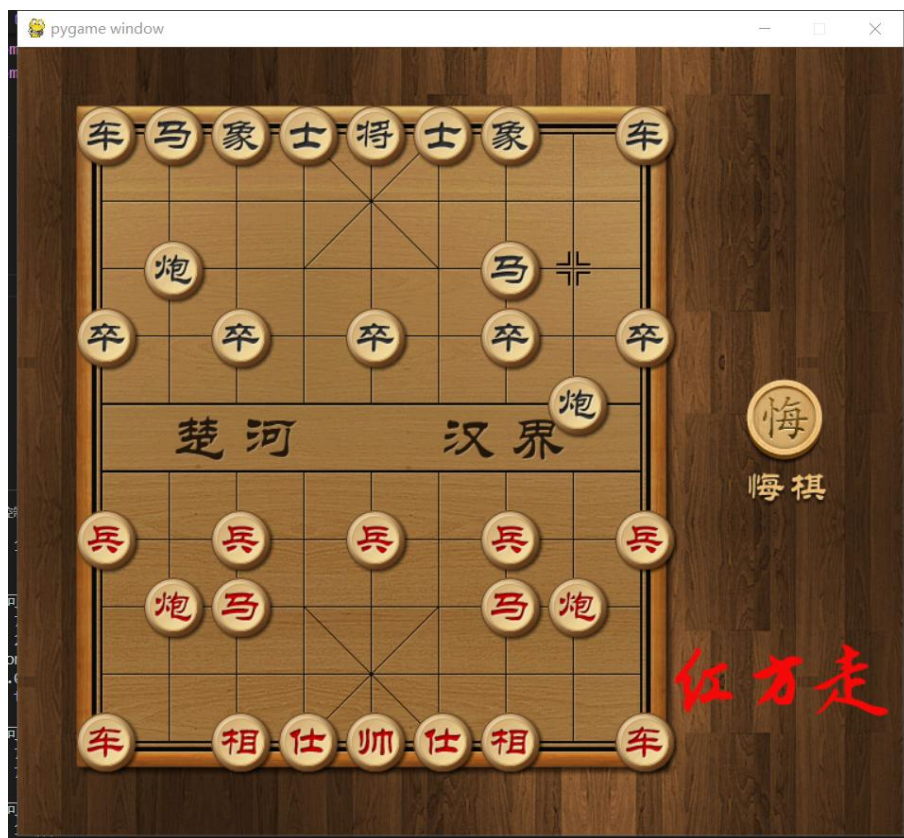 pygame window
车 马 象 士 将 士 象 车
炮 马
卒 卒 卒 卒 卒
炮
楚河 汉界
悔
悔棋
兵 兵 兵 兵 兵
炮 马 马 炮
红方走
车 相 仕 帅 仕 相 车